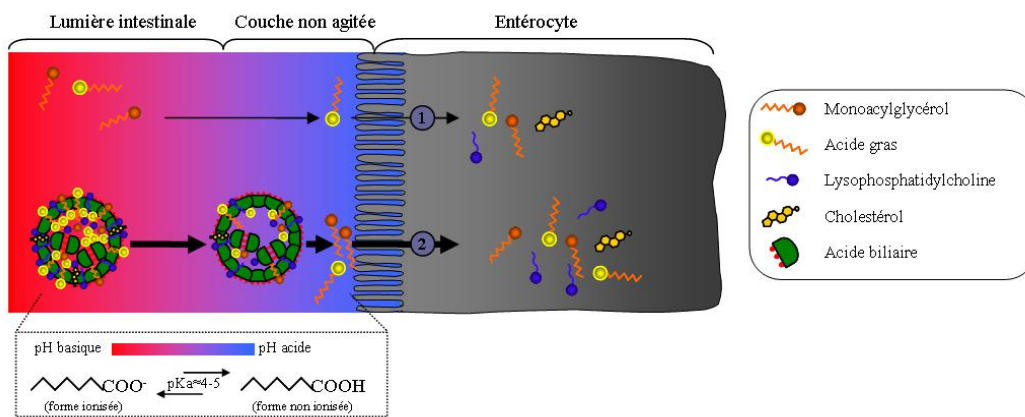 Lumière intestinale
Couche non agitée
Entérocyte
1
2
Monoacylglycérol
Acide gras
Lysophosphatidylcholine
Cholestérol
Acide biliaire
pH basique
pH acide
COO-
pKa≈4-5
COOH
(forme ionisée)
(forme non ionisée)